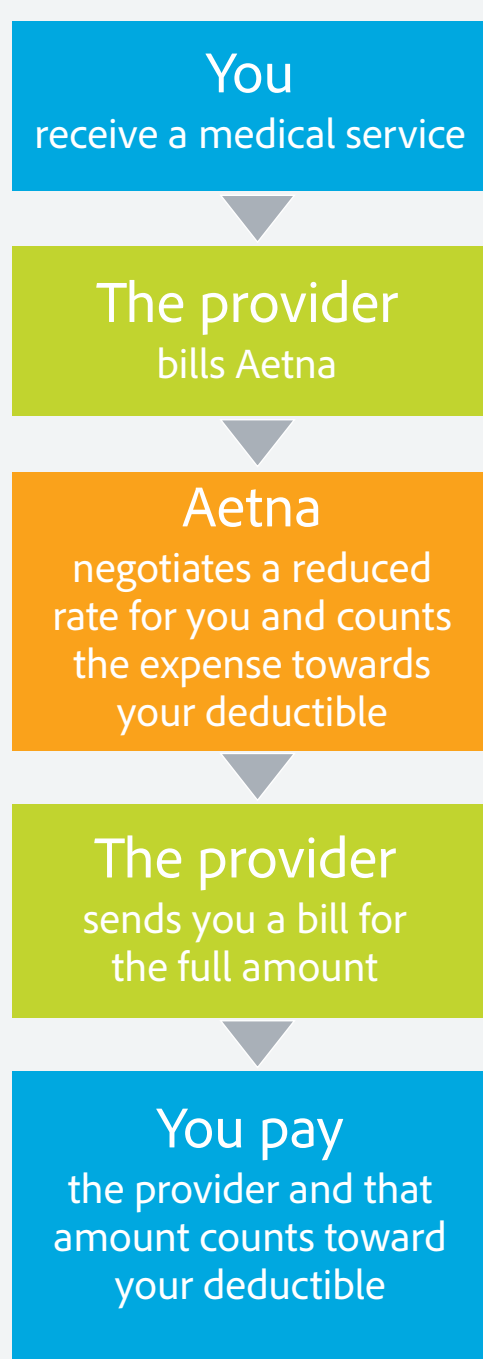 You
receive a medical service
The provider
bills Aetna
Aetna
negotiates a reduced
rate for you and counts
the expense towards
your deductible
The provider
sends you a bill for
the full amount
You pay
the provider and that
amount counts toward
your deductible